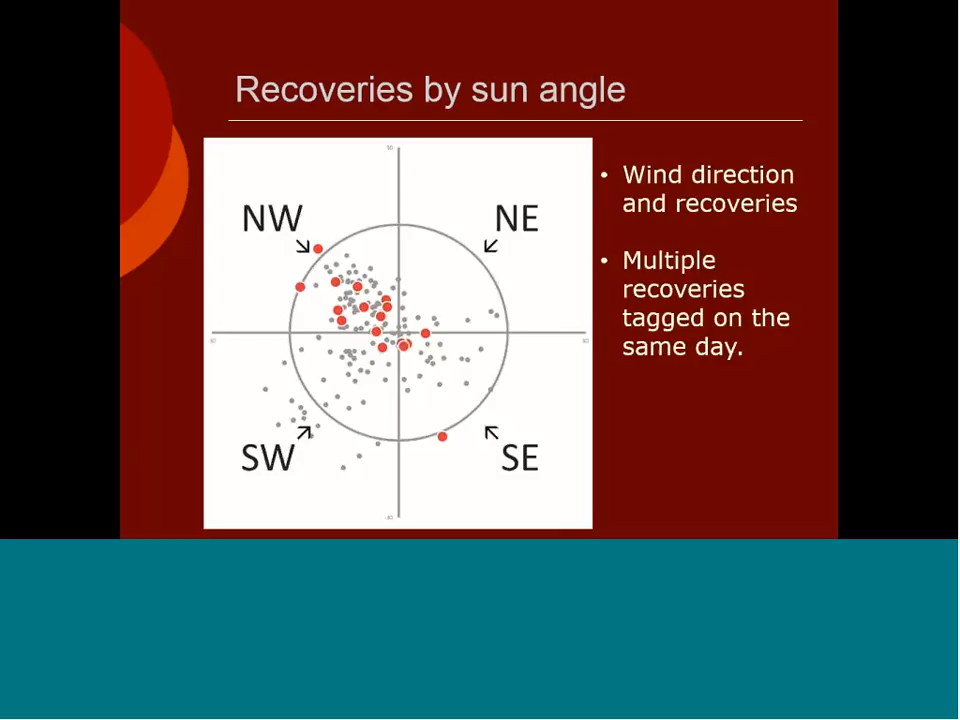 Recoveries by sun angle
• Wind direction
and recoveries
• Multiple
recoveries
tagged on the
same day.
NW
NE
SW
SE